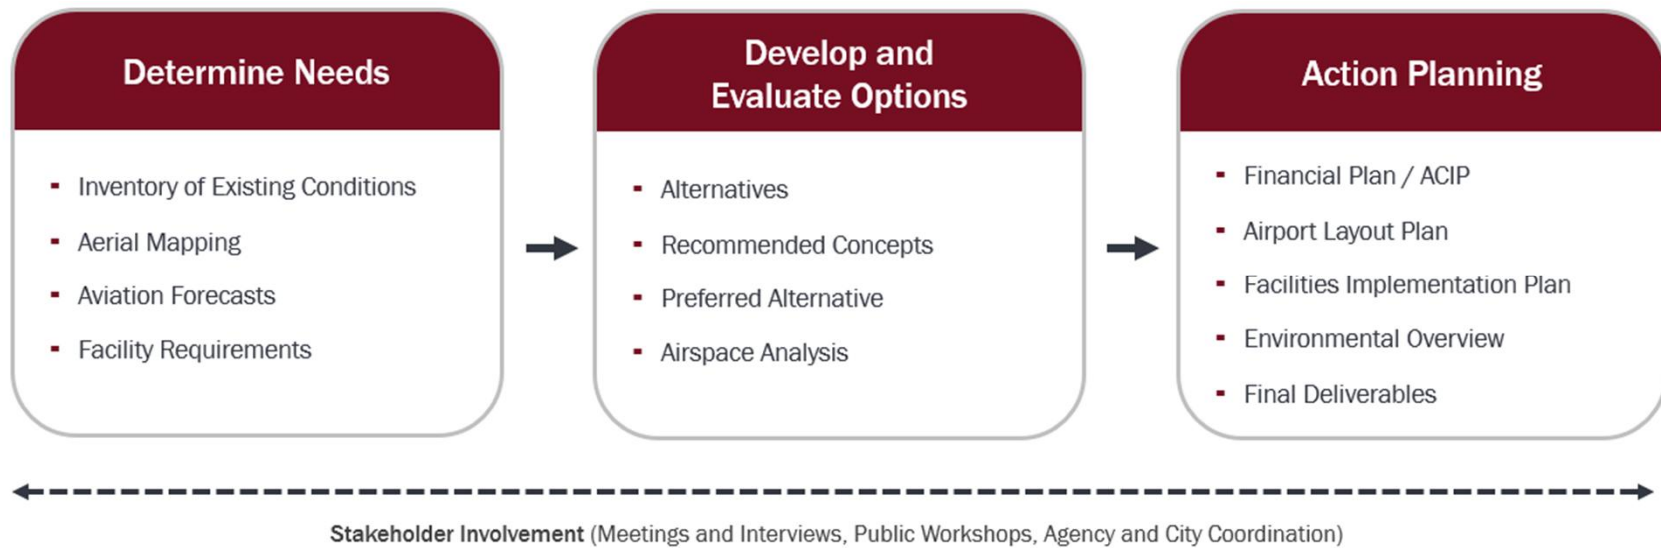 Determine Needs
▪ Inventory of Existing Conditions
▪ Aerial Mapping
▪ Aviation Forecasts
▪ Facility Requirements
Develop and
Evaluate Options
▪ Alternatives
▪ Recommended Concepts
▪ Preferred Alternative
▪ Airspace Analysis
Action Planning
▪ Financial Plan / ACIP
▪ Airport Layout Plan
▪ Facilities Implementation Plan
▪ Environmental Overview
▪ Final Deliverables
Stakeholder Involvement (Meetings and Interviews, Public Workshops, Agency and City Coordination)